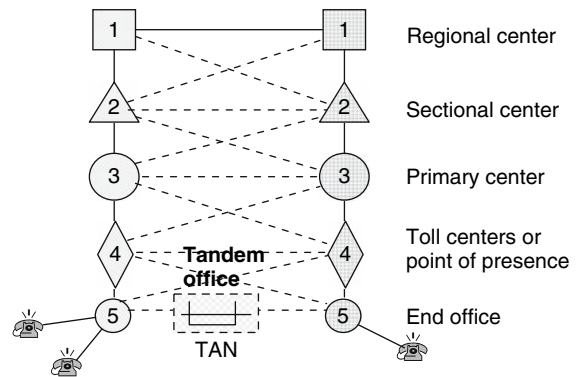 1 1 Regional center
2 2 Sectional center
3 3 Primary center
4 4 Toll centers or
point of presence
Tandem
office
5 5 End office
TAN